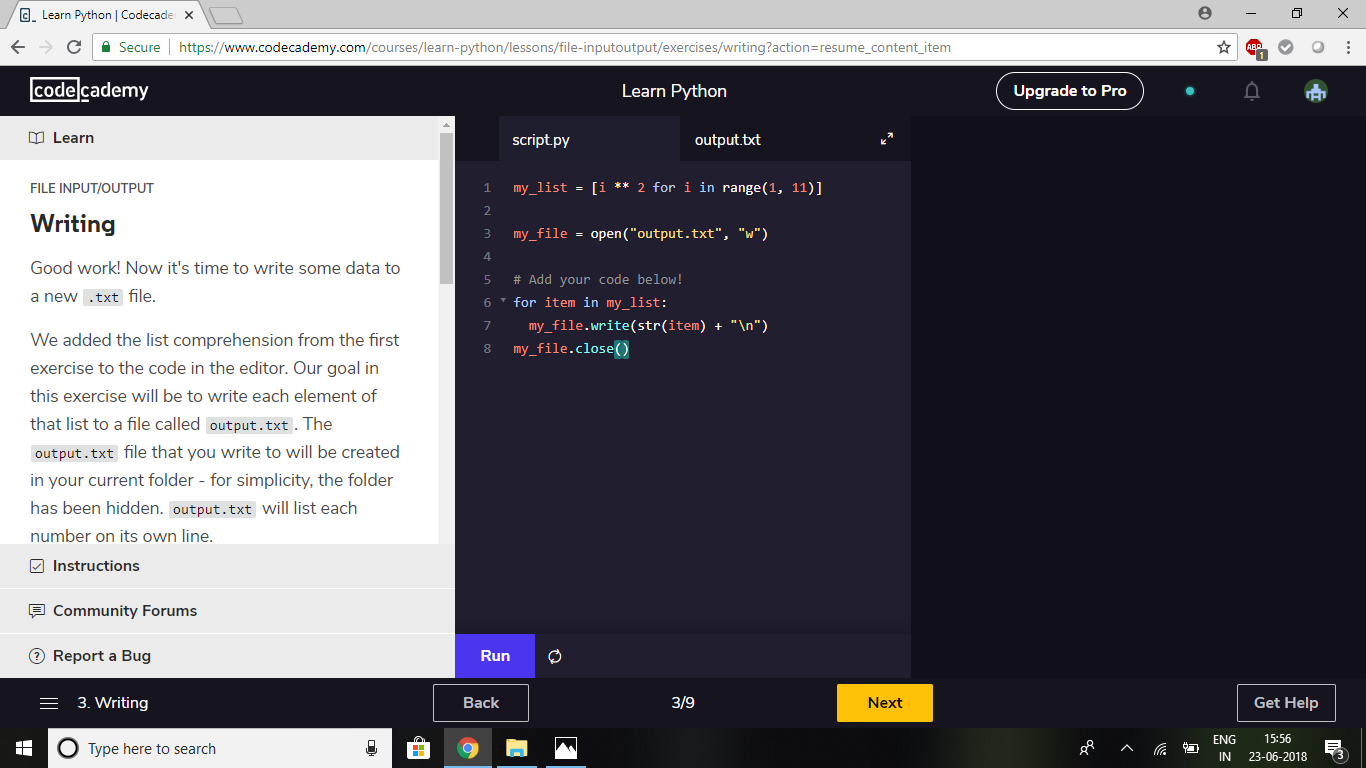 Learn Python | Codecade
Secure | https://www.codecademy.com/courses/learn-python/lessons/file-inputoutput/exercises/writing?action=resume_content_item
ABP
1
codecademy
Learn Python
Upgrade to Pro
Learn
script.py
output.txt
FILE INPUT/OUTPUT
Writing
Good work! Now it's time to write some data to
a new .txt file.
We added the list comprehension from the first
exercise to the code in the editor. Our goal in
this exercise will be to write each element of
that list to a file called output.txt. The
output.txt file that you write to will be created
in your current folder - for simplicity, the folder
has been hidden. output.txt will list each
number on its own line.
1 my_list = [i ** 2 for i in range(1, 11)]
2
3 my_file = open("output.txt", "w")
4
5 # Add your code below!
6 for item in my_list:
7   my_file.write(str(item) + "\n")
8 my_file.close()
Instructions
Community Forums
Report a Bug
Run
3. Writing
Back
3/9
Next
Get Help
Type here to search
ENG
IN
15:56
23-06-2018
3